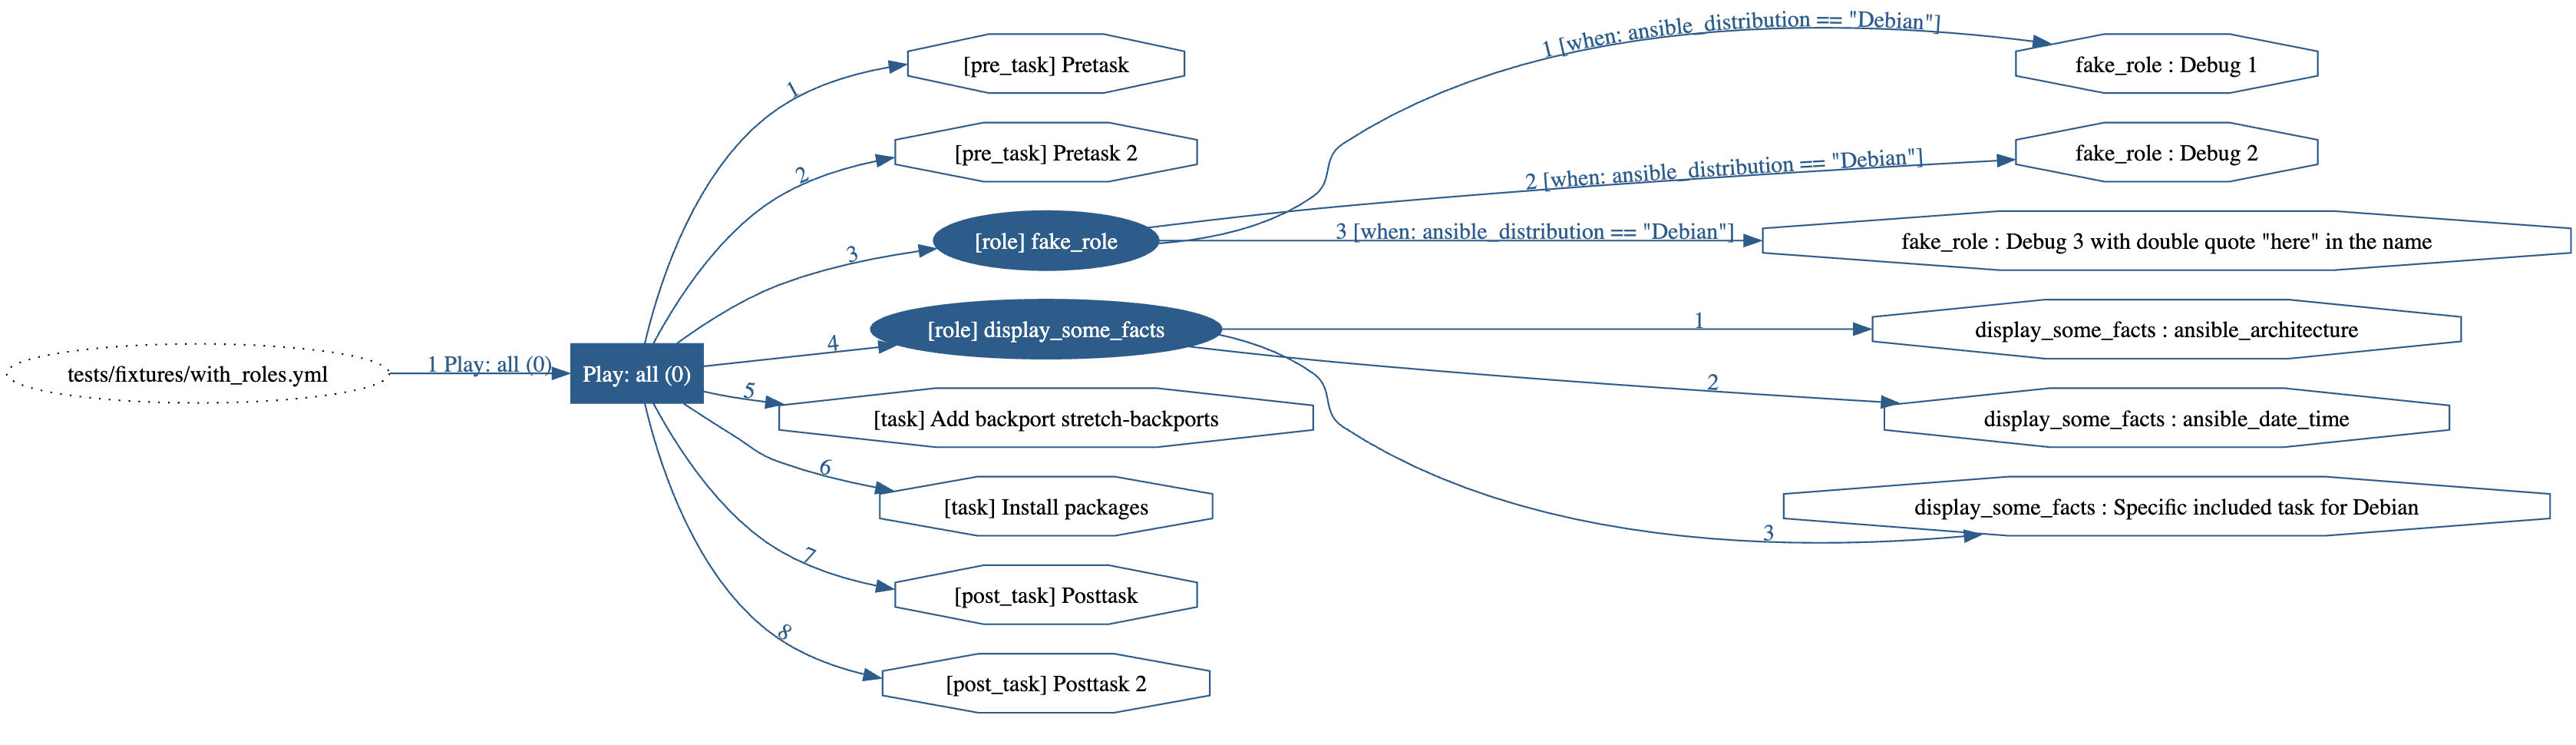 tests/fixtures/with_roles.yml
1 Play: all (0)
Play: all (0)
1
[pre_task] Pretask
2
[pre_task] Pretask 2
3
[role] fake_role
1 [when: ansible_distribution == "Debian"]
fake_role : Debug 1
2 [when: ansible_distribution == "Debian"]
fake_role : Debug 2
3 [when: ansible_distribution == "Debian"]
fake_role : Debug 3 with double quote "here" in the name
4
[role] display_some_facts
1
display_some_facts : ansible_architecture
2
display_some_facts : ansible_date_time
3
display_some_facts : Specific included task for Debian
5
[task] Add backport stretch-backports
6
[task] Install packages
7
[post_task] Posttask
8
[post_task] Posttask 2